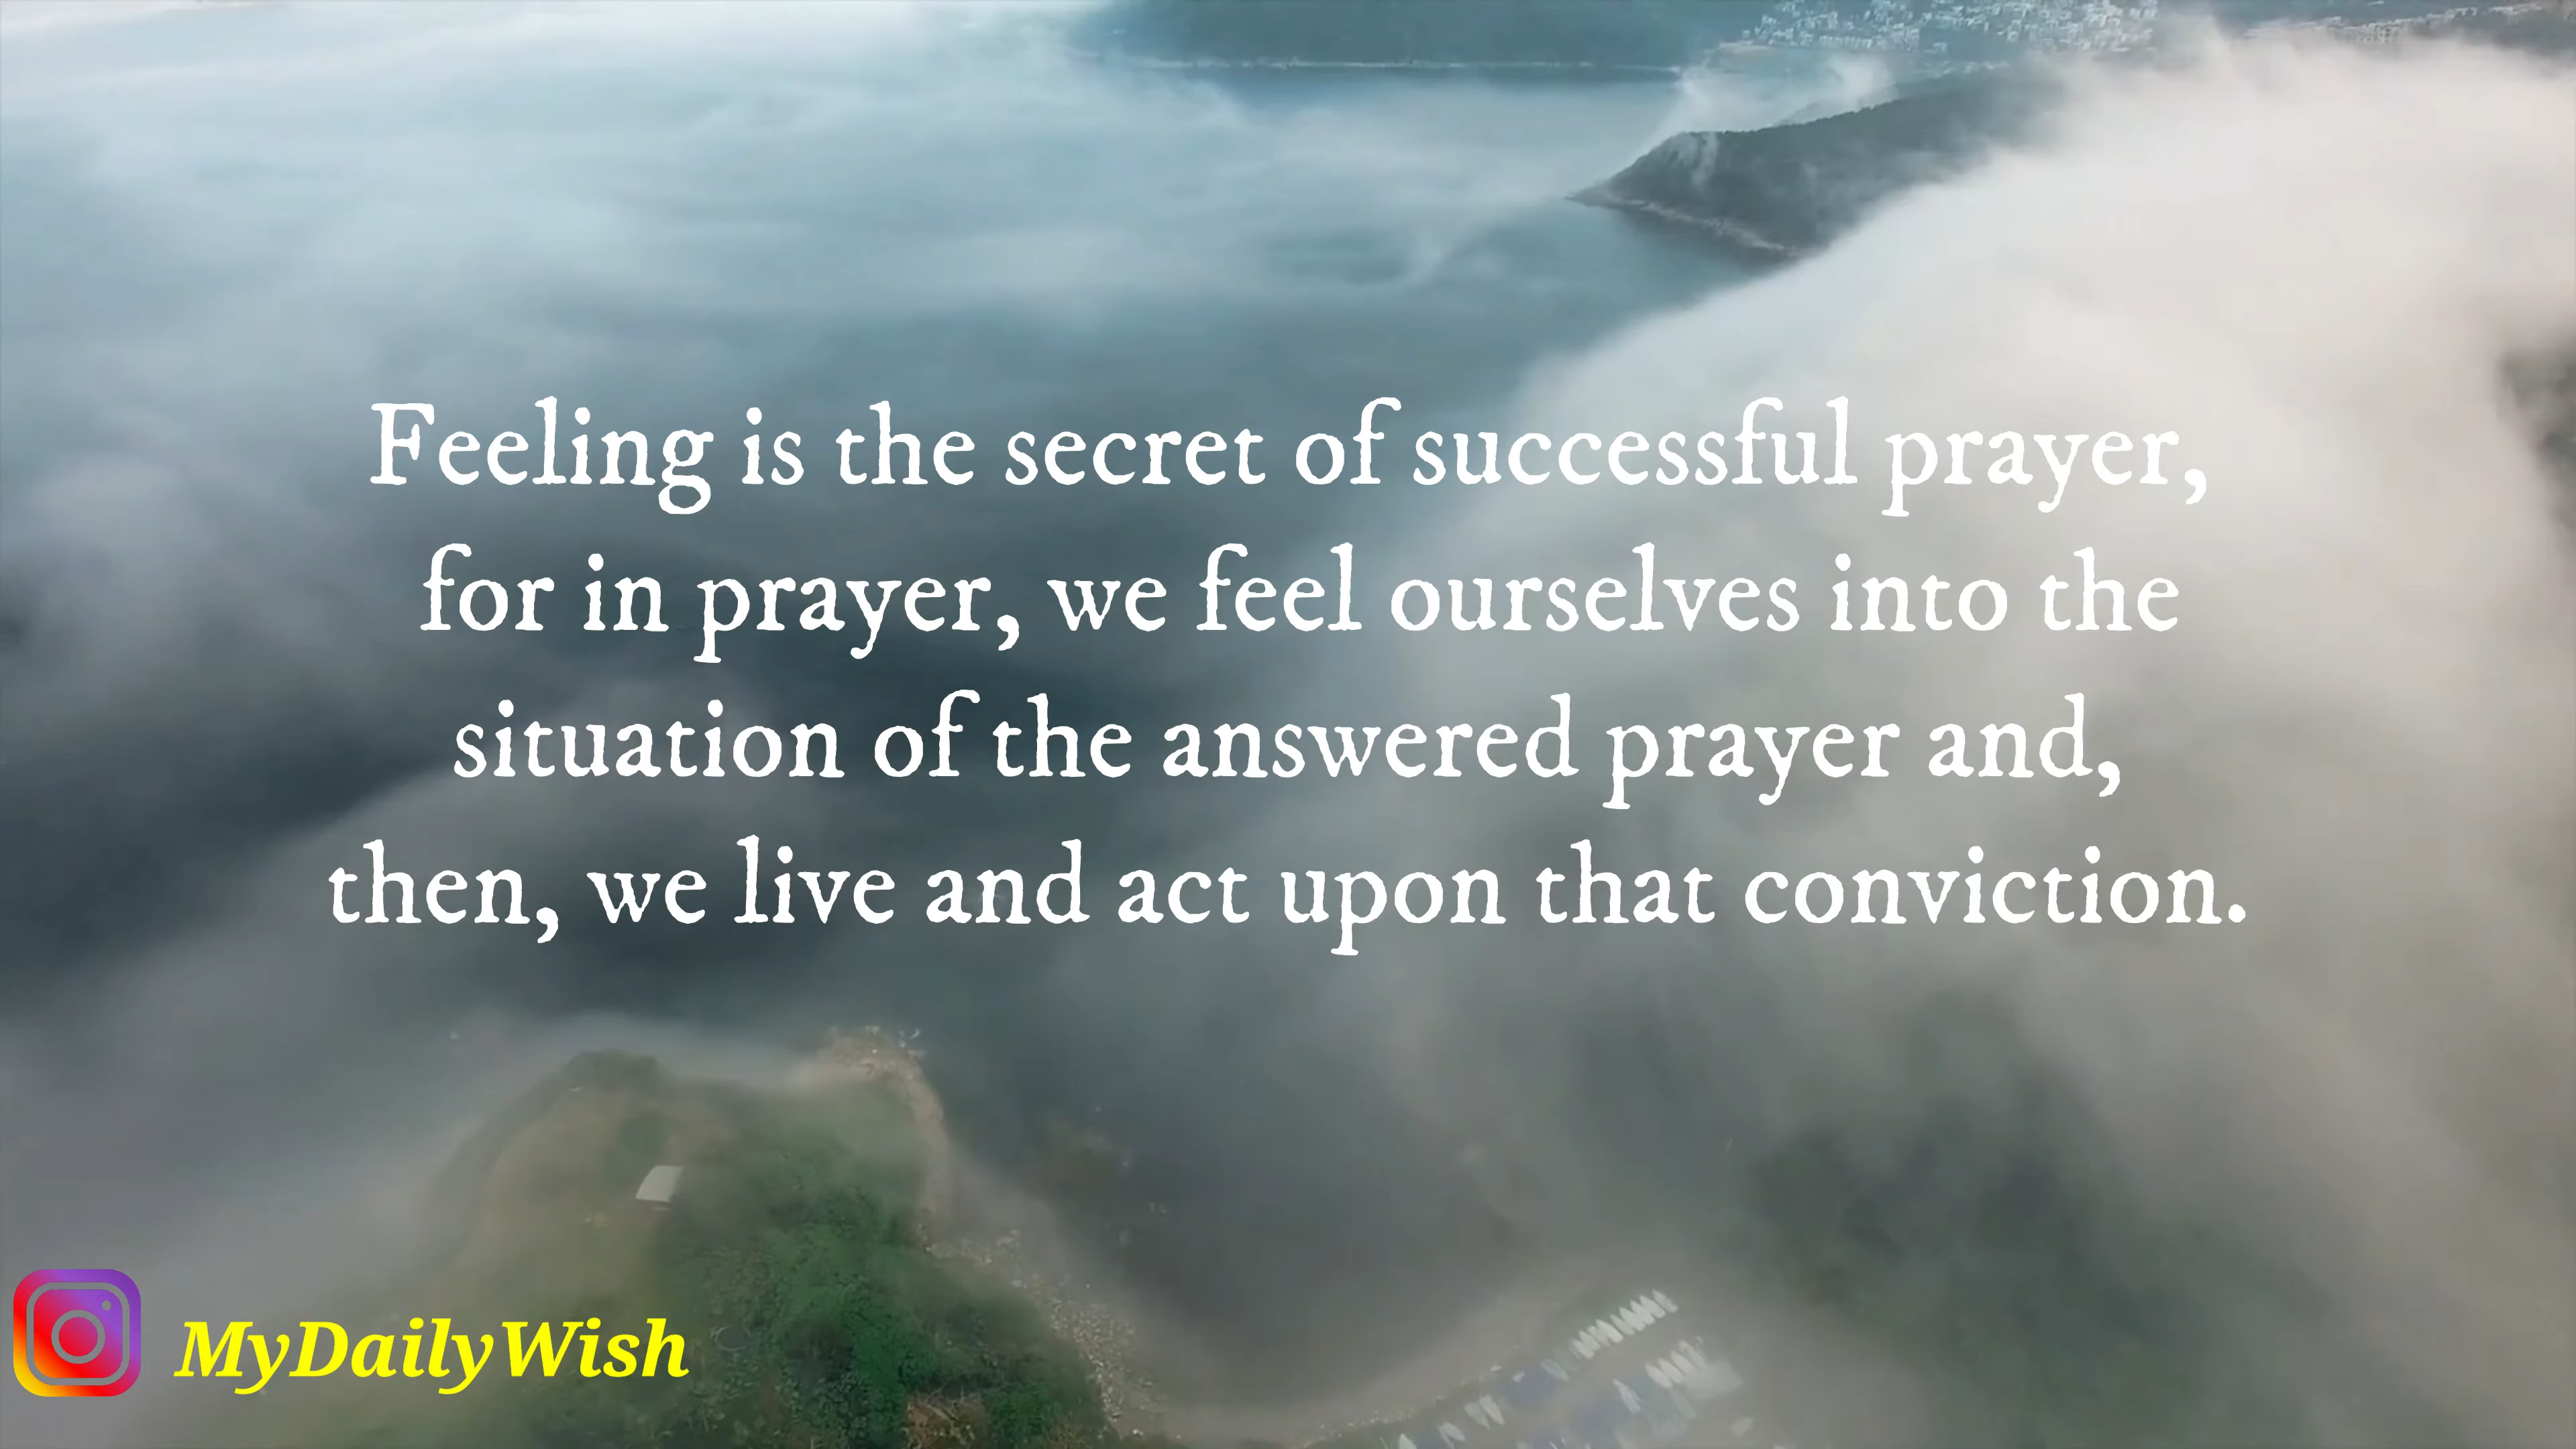 Feeling is the secret of successful prayer,
for in prayer, we feel ourselves into the
situation of the answered prayer and,
then, we live and act upon that conviction.
MyDailyWish